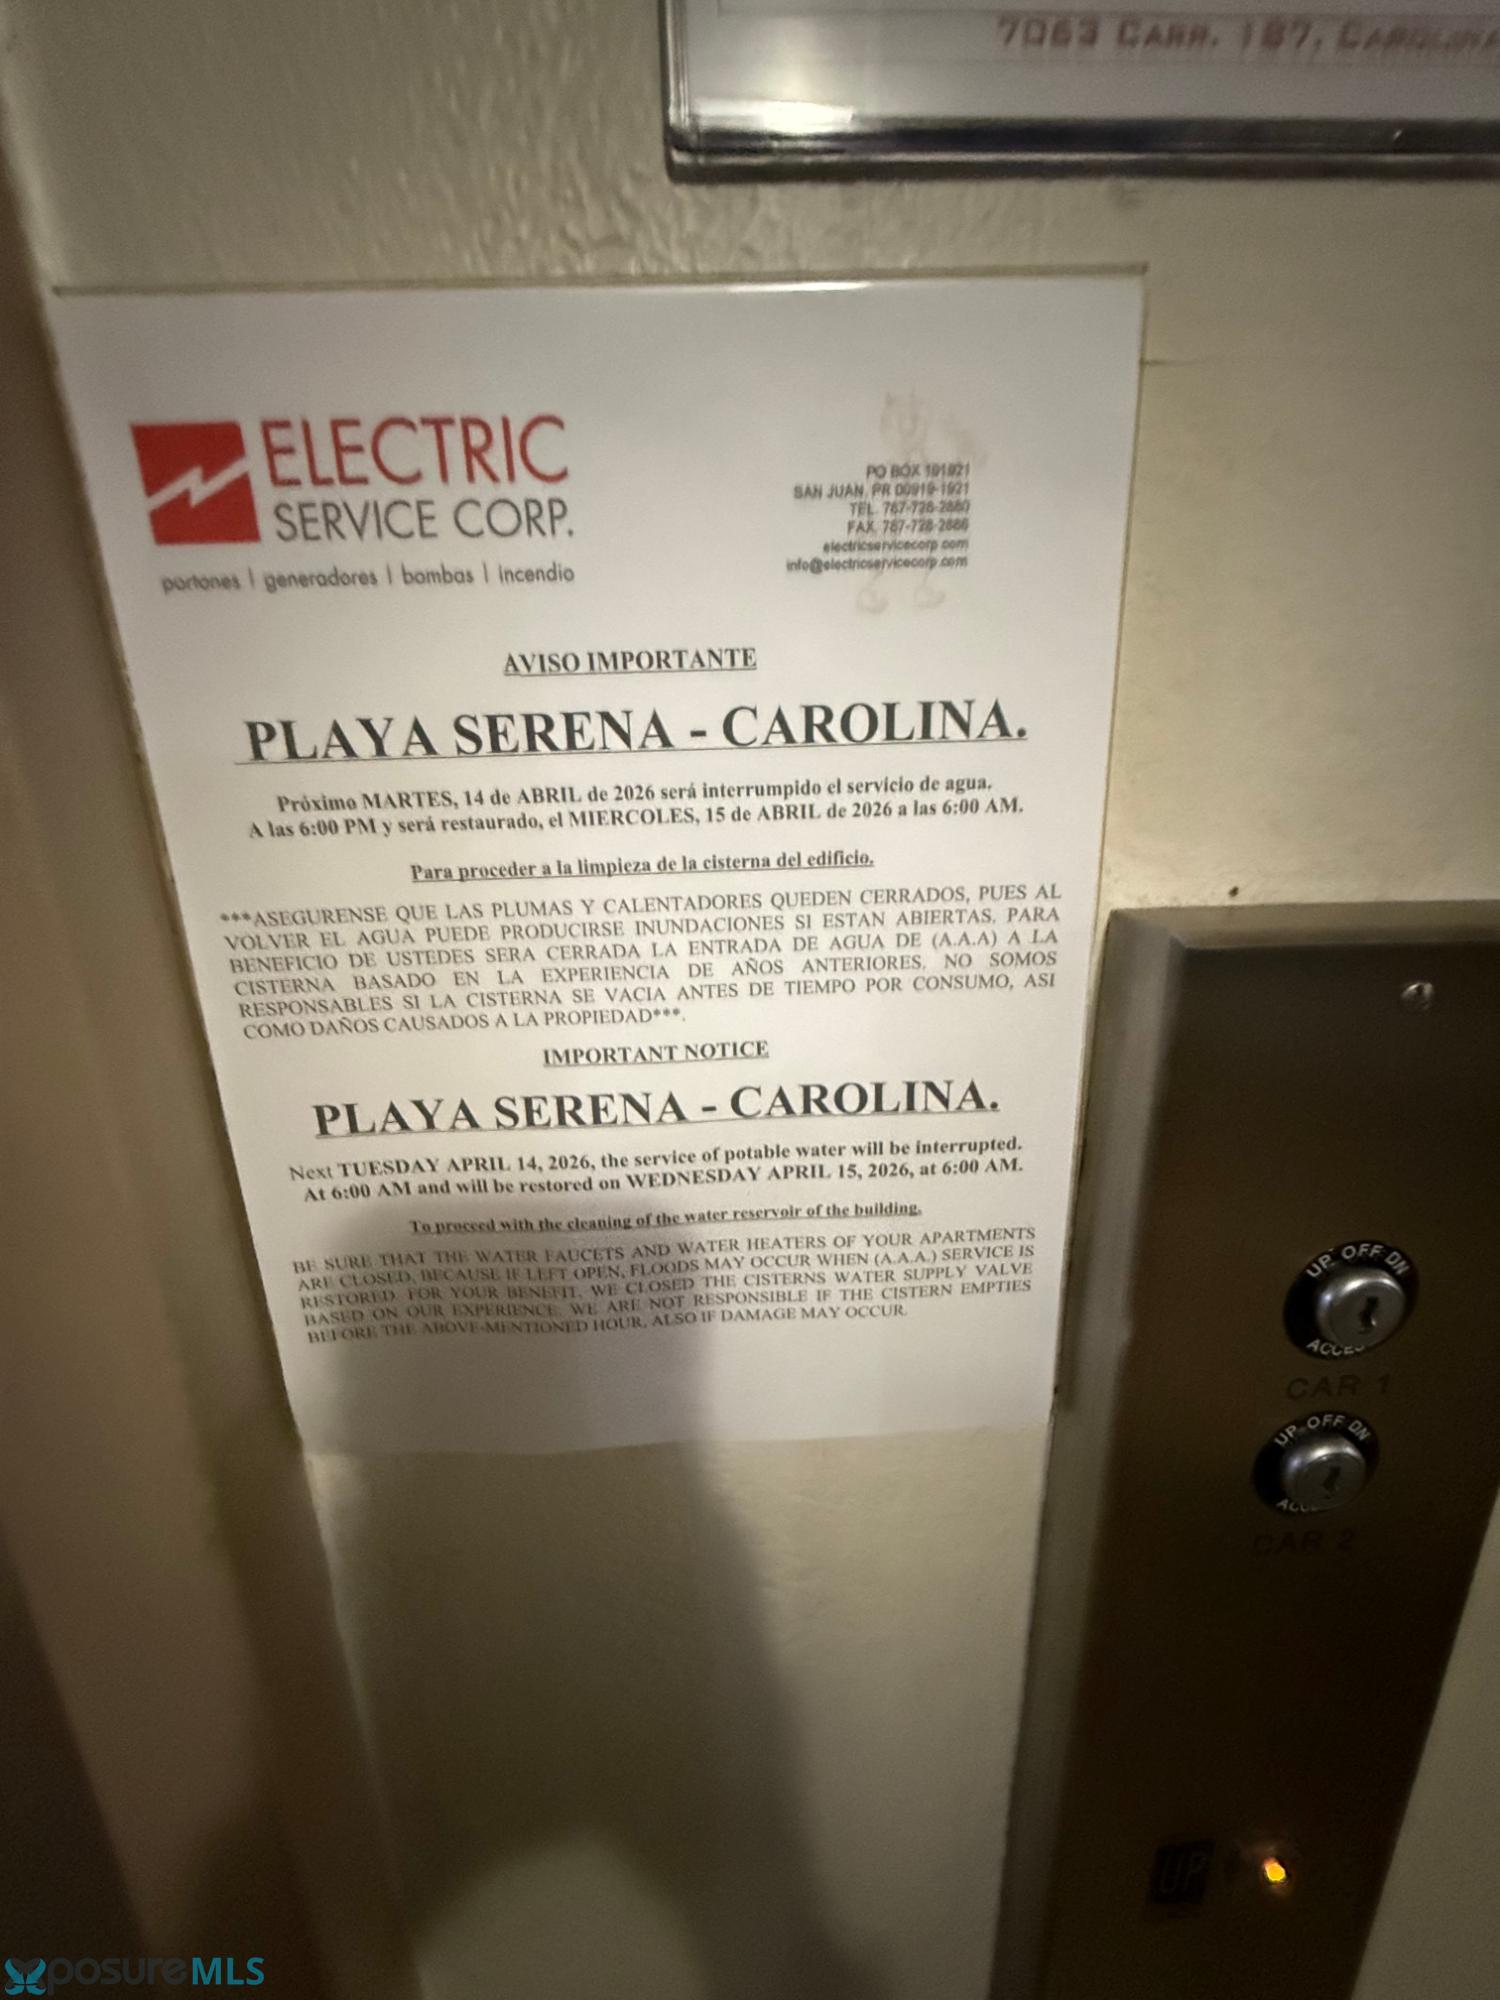 7063 CARR. 187, CAROLINA
ELECTRIC
SERVICE CORP.
portones | generadores | bombas | incendio
PO BOX 191921
SAN JUAN, PR 00919-1921
TEL. 787-728-2880
FAX. 787-728-2886
electricservicecorp.com
info@electricservicecorp.com
AVISO IMPORTANTE
PLAYA SERENA - CAROLINA.
Próximo MARTES, 14 de ABRIL de 2026 será interrumpido el servicio de agua.
A las 6:00 PM y será restaurado, el MIERCOLES, 15 de ABRIL de 2026 a las 6:00 AM.
Para proceder a la limpieza de la cisterna del edificio.
***ASEGURENSE QUE LAS PLUMAS Y CALENTADORES QUEDEN CERRADOS, PUES AL
VOLVER EL AGUA PUEDE PRODUCIRSE INUNDACIONES SI ESTAN ABIERTAS. PARA
BENEFICIO DE USTEDES SERA CERRADA LA ENTRADA DE AGUA DE (A.A.A) A LA
CISTERNA BASADO EN LA EXPERIENCIA DE AÑOS ANTERIORES. NO SOMOS
RESPONSABLES SI LA CISTERNA SE VACIA ANTES DE TIEMPO POR CONSUMO, ASI
COMO DAÑOS CAUSADOS A LA PROPIEDAD***.
IMPORTANT NOTICE
PLAYA SERENA - CAROLINA.
Next TUESDAY APRIL 14, 2026, the service of potable water will be interrupted.
At 6:00 AM and will be restored on WEDNESDAY APRIL 15, 2026, at 6:00 AM.
To proceed with the cleaning of the water reservoir of the building.
BE SURE THAT THE WATER FAUCETS AND WATER HEATERS OF YOUR APARTMENTS
ARE CLOSED, BECAUSE IF LEFT OPEN, FLOODS MAY OCCUR WHEN (A.A.A.) SERVICE IS
RESTORED. FOR YOUR BENEFIT, WE CLOSED THE CISTERNS WATER SUPPLY VALVE
BASED ON OUR EXPERIENCE. WE ARE NOT RESPONSIBLE IF THE CISTERN EMPTIES
BEFORE THE ABOVE-MENTIONED HOUR, ALSO IF DAMAGE MAY OCCUR.
UP OFF DN
CAR 1
UP OFF DN
CAR 2
UP
XposureMLS